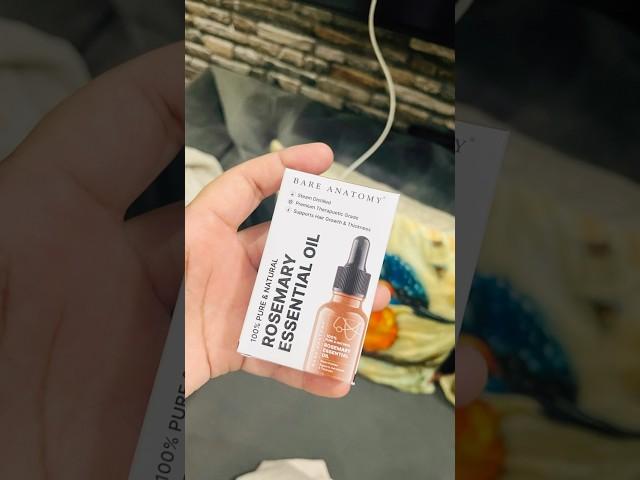 BARE ANATOMY®
Steam Distilled
Premium Therapeutic Grade
Supports Hair Growth & Thickness
100% PURE & NATURAL
ROSEMARY
ESSENTIAL OIL
100%
ROSEMARY
ESSENTIAL
OIL
100% PURE